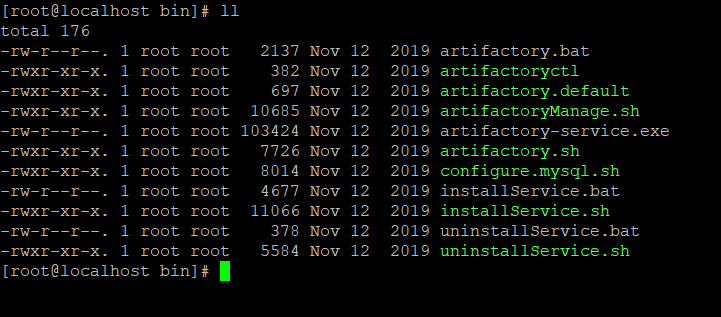 [root@localhost bin]# ll
total 176
-rw-r--r--. 1 root root   2137 Nov 12  2019 artifactory.bat
-rwxr-xr-x. 1 root root    382 Nov 12  2019 artifactoryctl
-rwxr-xr-x. 1 root root    697 Nov 12  2019 artifactory.default
-rwxr-xr-x. 1 root root  10685 Nov 12  2019 artifactoryManage.sh
-rw-r--r--. 1 root root 103424 Nov 12  2019 artifactory-service.exe
-rwxr-xr-x. 1 root root   7726 Nov 12  2019 artifactory.sh
-rwxr-xr-x. 1 root root   8014 Nov 12  2019 configure.mysql.sh
-rw-r--r--. 1 root root   4677 Nov 12  2019 installService.bat
-rwxr-xr-x. 1 root root  11066 Nov 12  2019 installService.sh
-rw-r--r--. 1 root root    378 Nov 12  2019 uninstallService.bat
-rwxr-xr-x. 1 root root   5584 Nov 12  2019 uninstallService.sh
[root@localhost bin]#